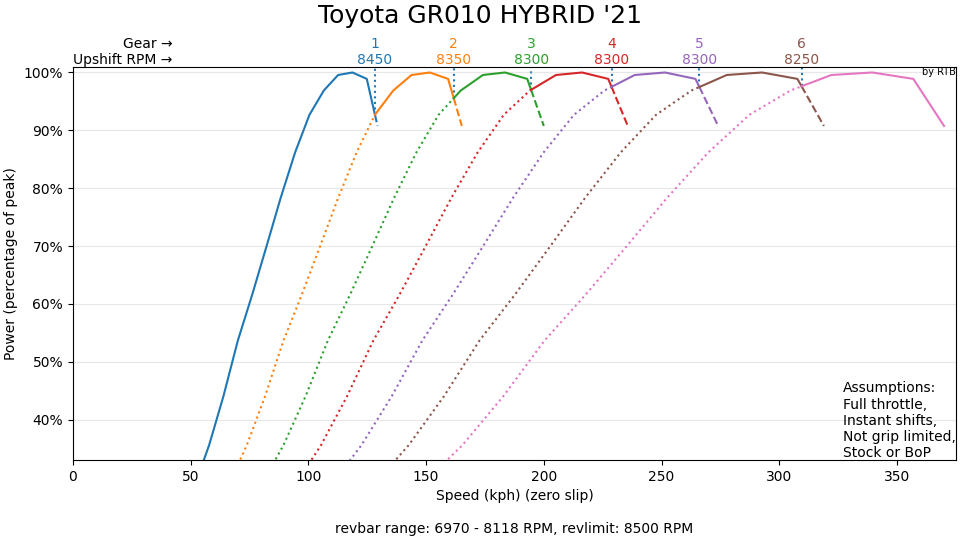 Toyota GR010 HYBRID '21
Gear → 1 2 3 4 5 6
Upshift RPM → 8450 8350 8300 8300 8300 8250
by RTB
100%
90%
80%
70%
60%
50%
40%
Power (percentage of peak)
Assumptions:
Full throttle,
Instant shifts,
Not grip limited,
Stock or BoP
0 50 100 150 200 250 300 350
Speed (kph) (zero slip)
revbar range: 6970 - 8118 RPM, revlimit: 8500 RPM